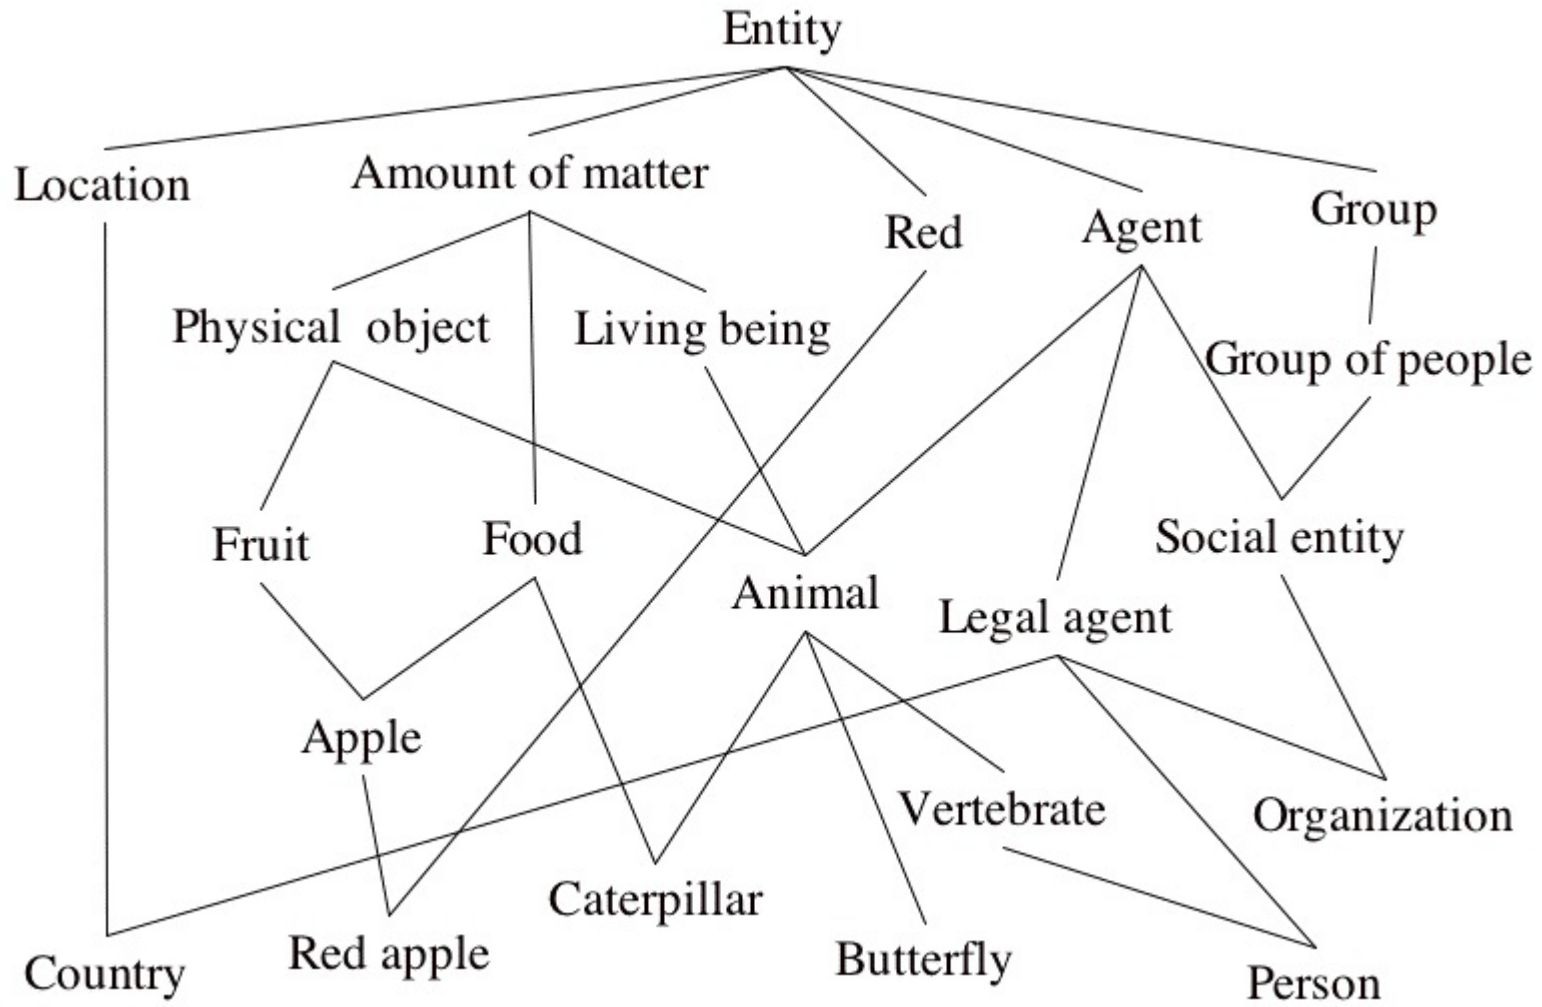 Entity
Location
Amount of matter
Red
Agent
Group
Physical object
Living being
Group of people
Fruit
Food
Animal
Legal agent
Social entity
Apple
Vertebrate
Organization
Caterpillar
Country
Red apple
Butterfly
Person